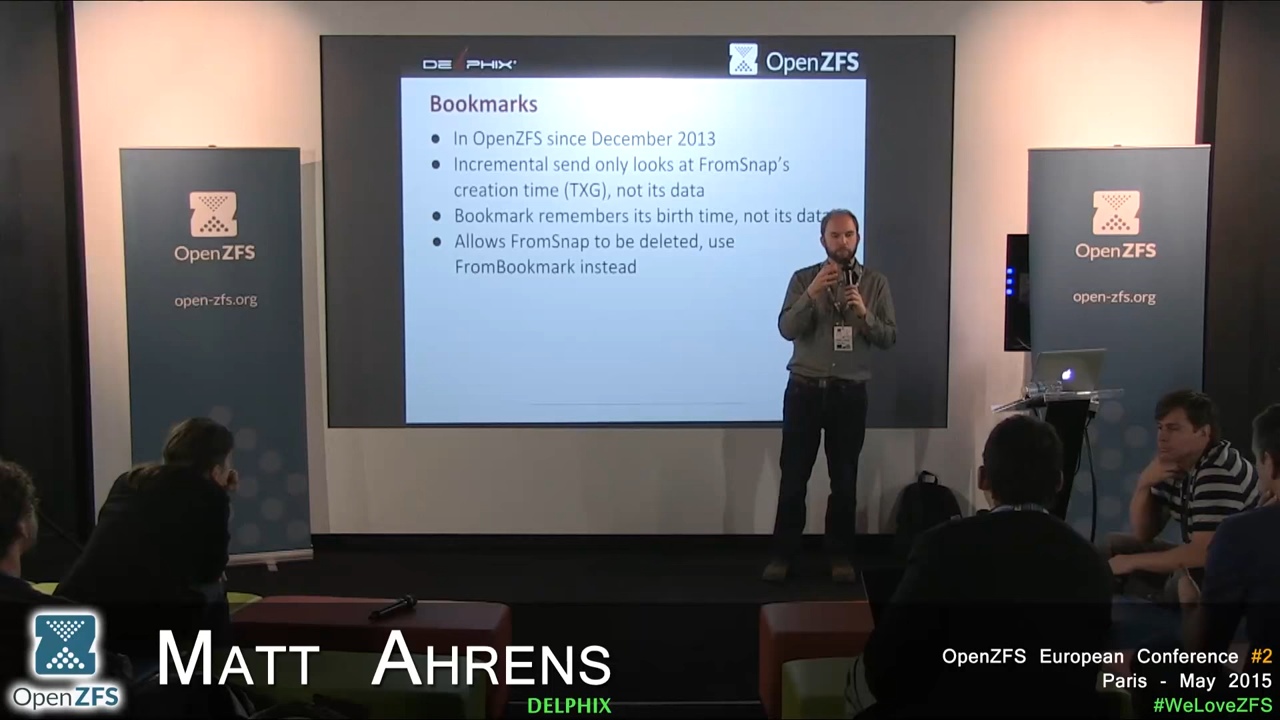 DELPHIX
OpenZFS
Bookmarks
● In OpenZFS since December 2013
● Incremental send only looks at FromSnap's
creation time (TXG), not its data
● Bookmark remembers its birth time, not its data
● Allows FromSnap to be deleted, use
FromBookmark instead
OpenZFS
open-zfs.org
OpenZFS
open-zfs.org
OpenZFS
MATT AHRENS
DELPHIX
OpenZFS European Conference #2
Paris - May 2015
#WeLoveZFS